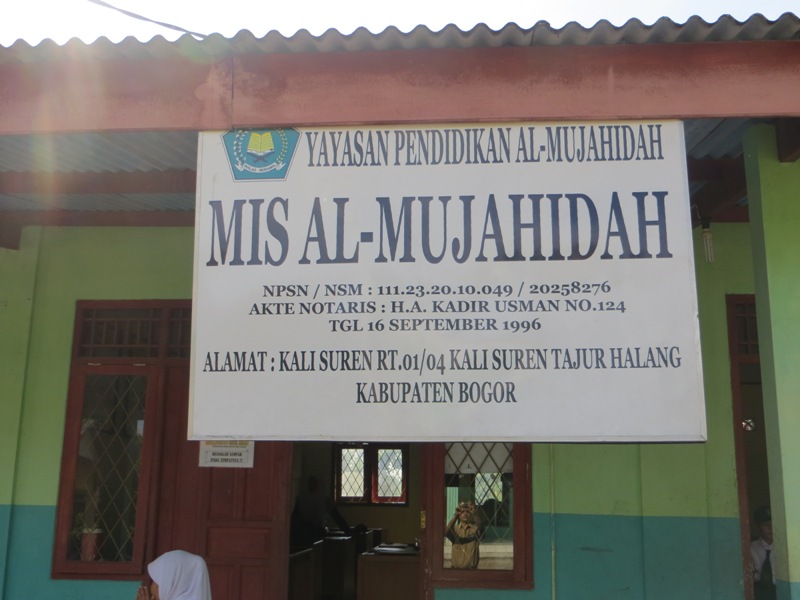 YAYASAN PENDIDIKAN AL-MUJAHIDAH
MIS AL-MUJAHIDAH
NPSN / NSM : 111.23.20.10.049 / 20258276
AKTE NOTARIS : H.A. KADIR USMAN NO.124
TGL 16 SEPTEMBER 1996
ALAMAT : KALI SUREN RT.01/04 KALI SUREN TAJUR HALANG
KABUPATEN BOGOR